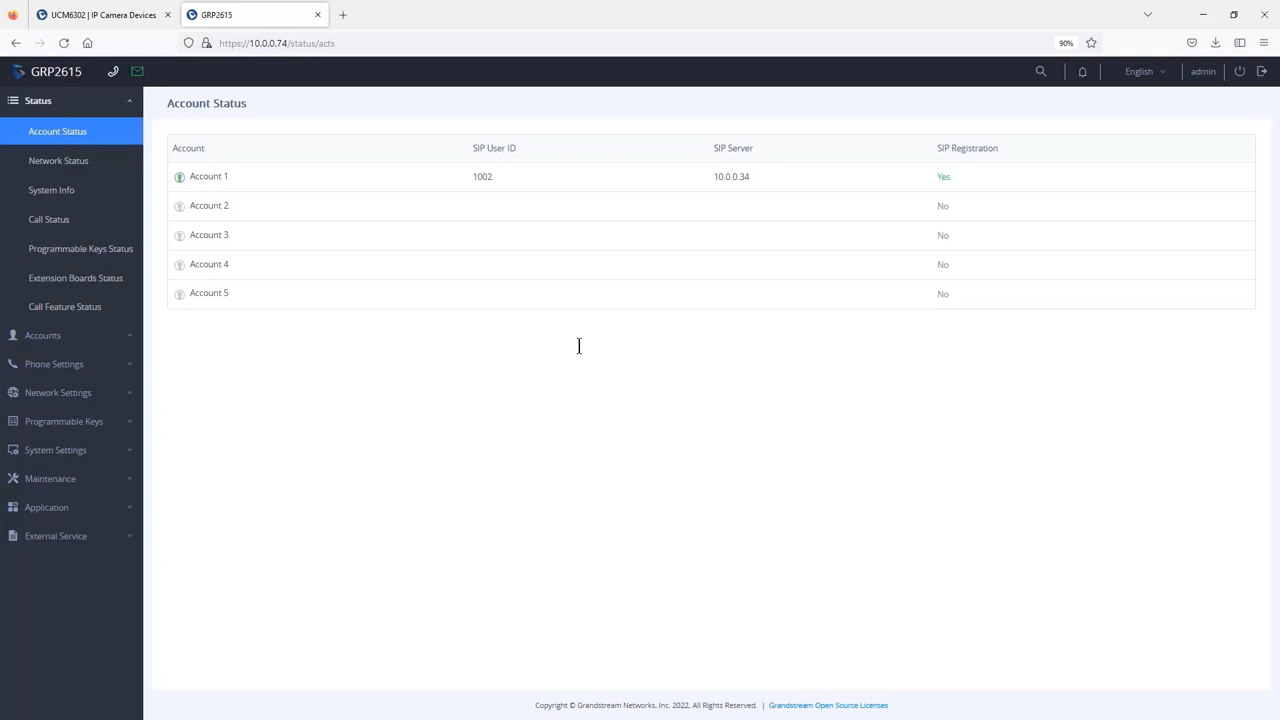 UCM6302 | IP Camera Devices
GRP2615
https://10.0.0.74/status/acts
90%
GRP2615
English
admin
Status
Account Status
Network Status
System Info
Call Status
Programmable Keys Status
Extension Boards Status
Call Feature Status
Accounts
Phone Settings
Network Settings
Programmable Keys
System Settings
Maintenance
Application
External Service
Account Status
Account SIP User ID SIP Server SIP Registration
Account 1 1002 10.0.0.34 Yes
Account 2 No
Account 3 No
Account 4 No
Account 5 No
Copyright © Grandstream Networks, Inc. 2022, All Rights Reserved. | Grandstream Open Source Licenses